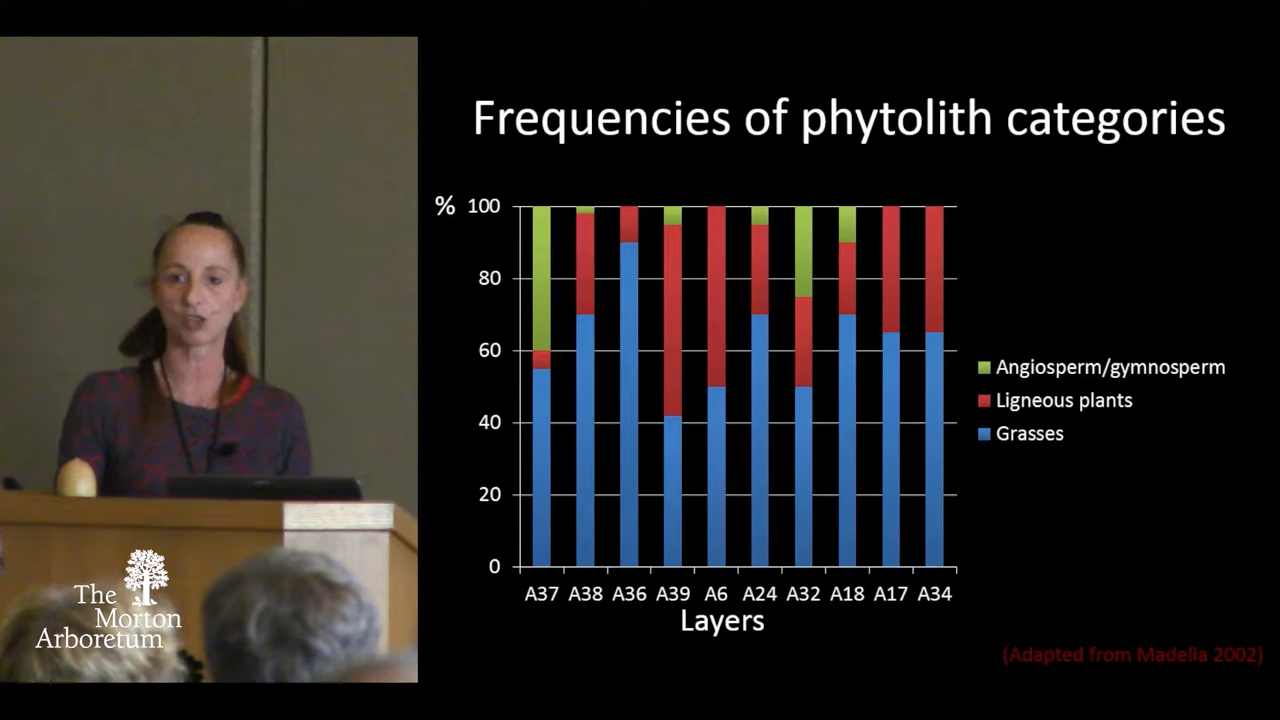 Frequencies of phytolith categories
%
100
80
60
40
20
0
A37 A38 A36 A39 A6 A24 A32 A18 A17 A34
Layers
Angiosperm/gymnosperm
Ligneous plants
Grasses
(Adapted from Madella 2002)
The
Morton
Arboretum